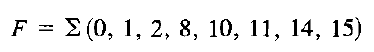 F = Σ(0, 1, 2, 8, 10, 11, 14, 15)